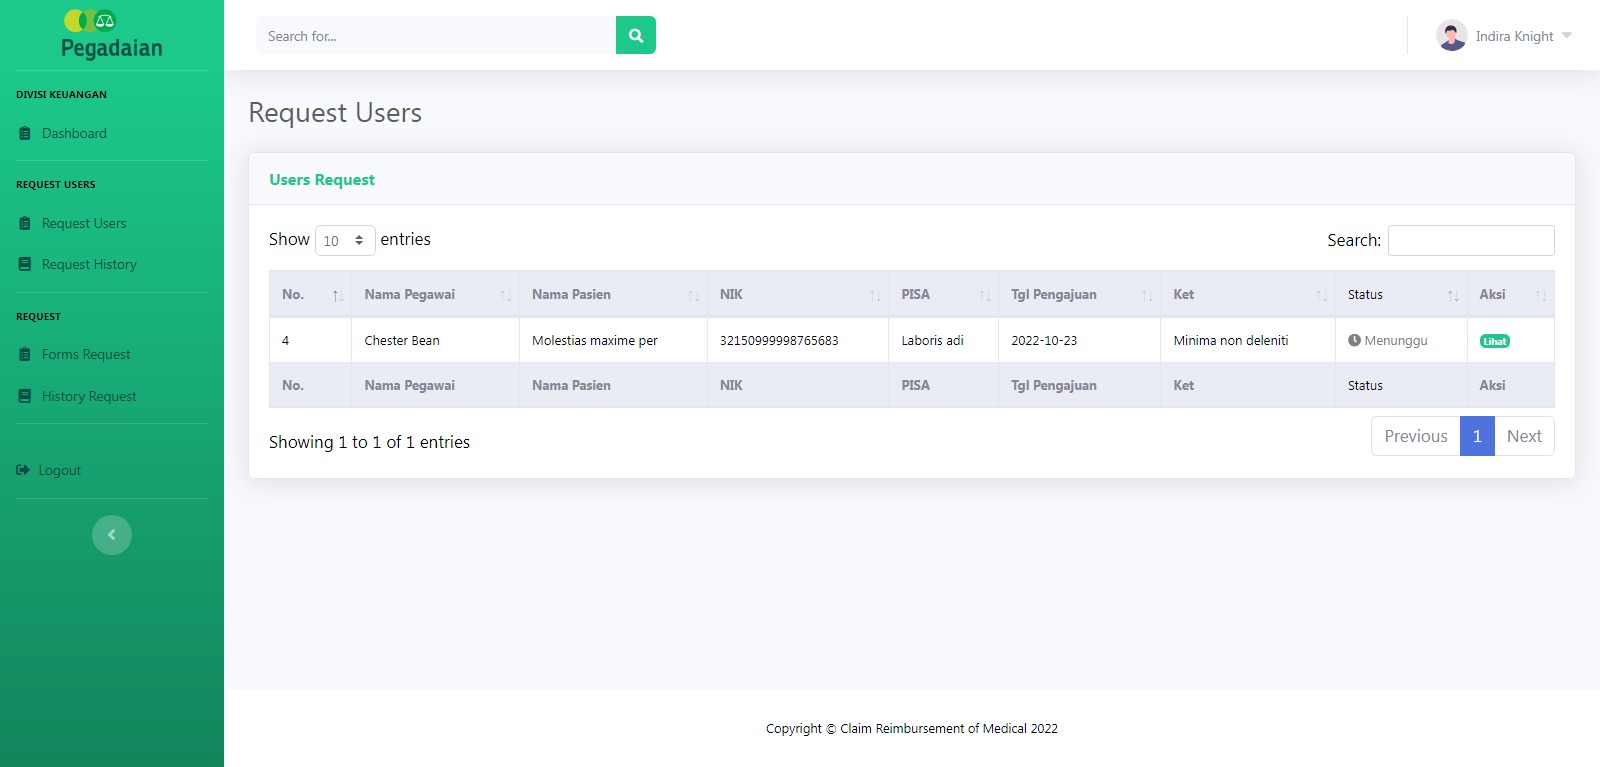 Pegadaian
Search for...
Indira Knight
DIVISI KEUANGAN
Dashboard
REQUEST USERS
Request Users
Request History
REQUEST
Forms Request
History Request
Logout
Request Users
Users Request
Show 10 entries
Search:
No. Nama Pegawai Nama Pasien NIK PISA Tgl Pengajuan Ket Status Aksi
4 Chester Bean Molestias maxime per 32150999998765683 Laboris adi 2022-10-23 Minima non deleniti Menunggu Lihat
No. Nama Pegawai Nama Pasien NIK PISA Tgl Pengajuan Ket Status Aksi
Showing 1 to 1 of 1 entries
Previous 1 Next
Copyright © Claim Reimbursement of Medical 2022